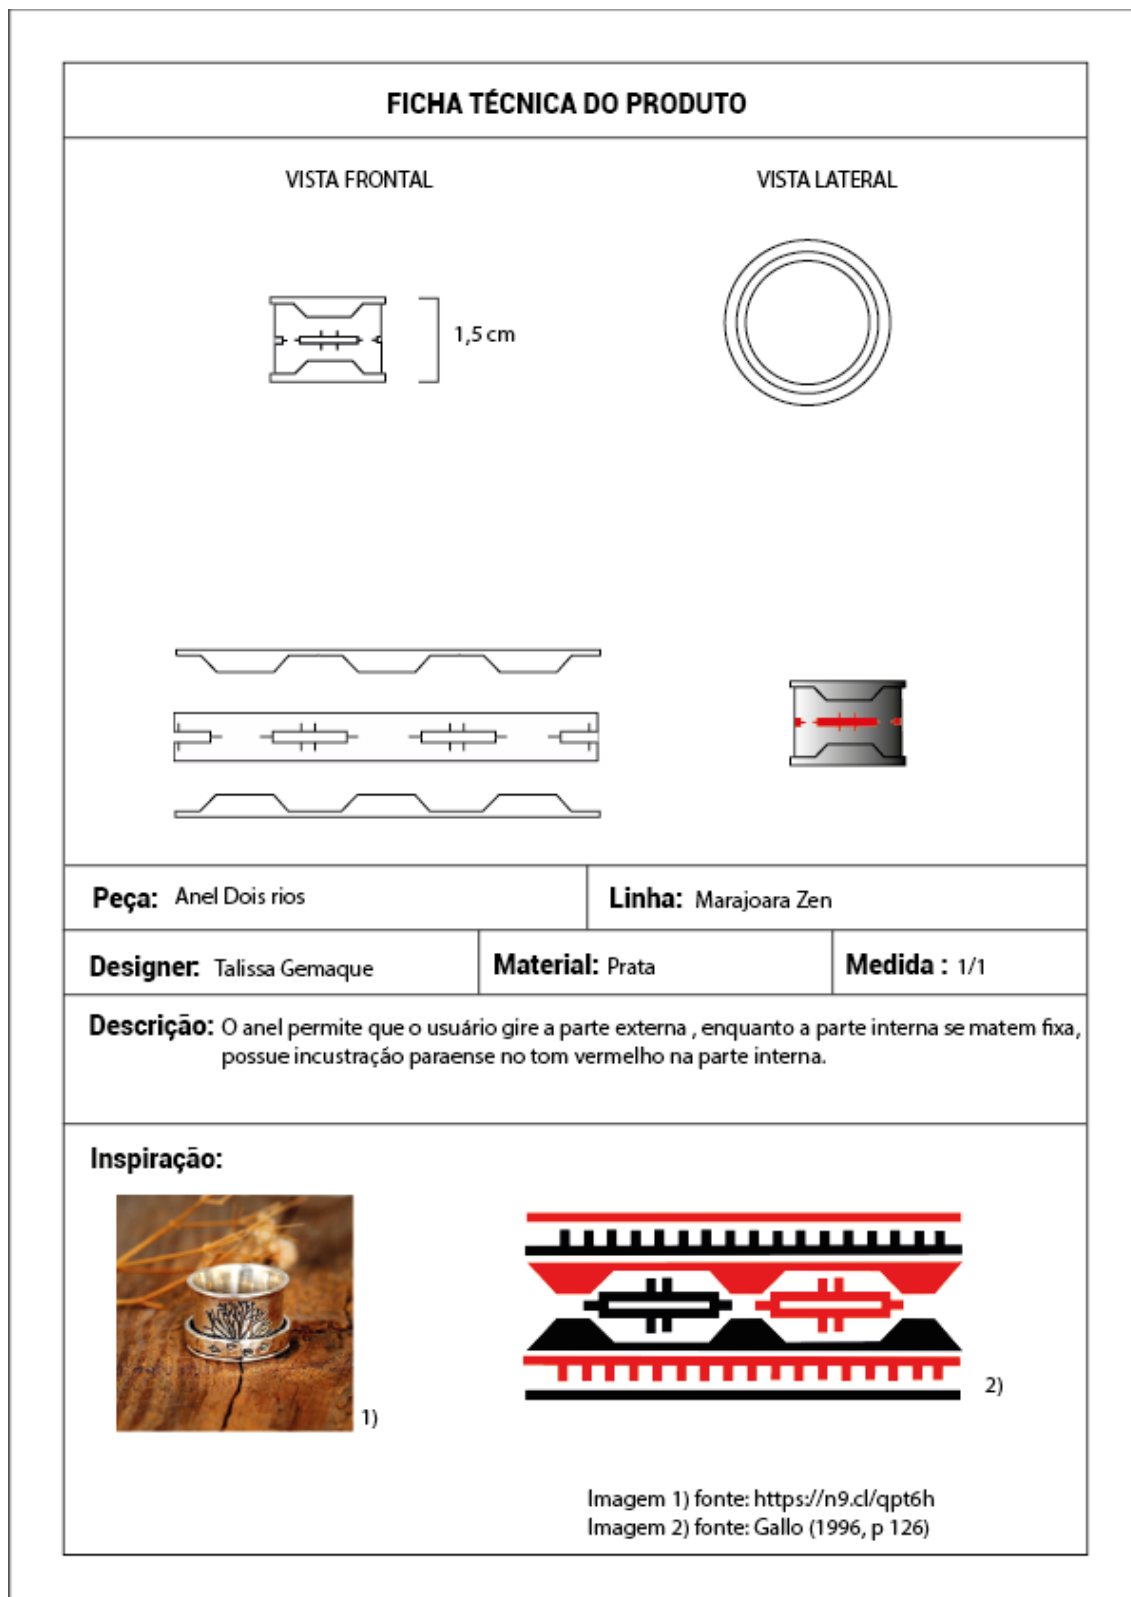 FICHA TÉCNICA DO PRODUTO
VISTA FRONTAL
VISTA LATERAL
1,5 cm
Peça: Anel Dois rios
Linha: Marajoara Zen
Designer: Talissa Gemaque
Material: Prata
Medida : 1/1
Descrição: O anel permite que o usuário gire a parte externa , enquanto a parte interna se matem fixa,
possue incustração paraense no tom vermelho na parte interna.
Inspiração:
1)
2)
Imagem 1) fonte: https://n9.cl/qpt6h
Imagem 2) fonte: Gallo (1996, p 126)